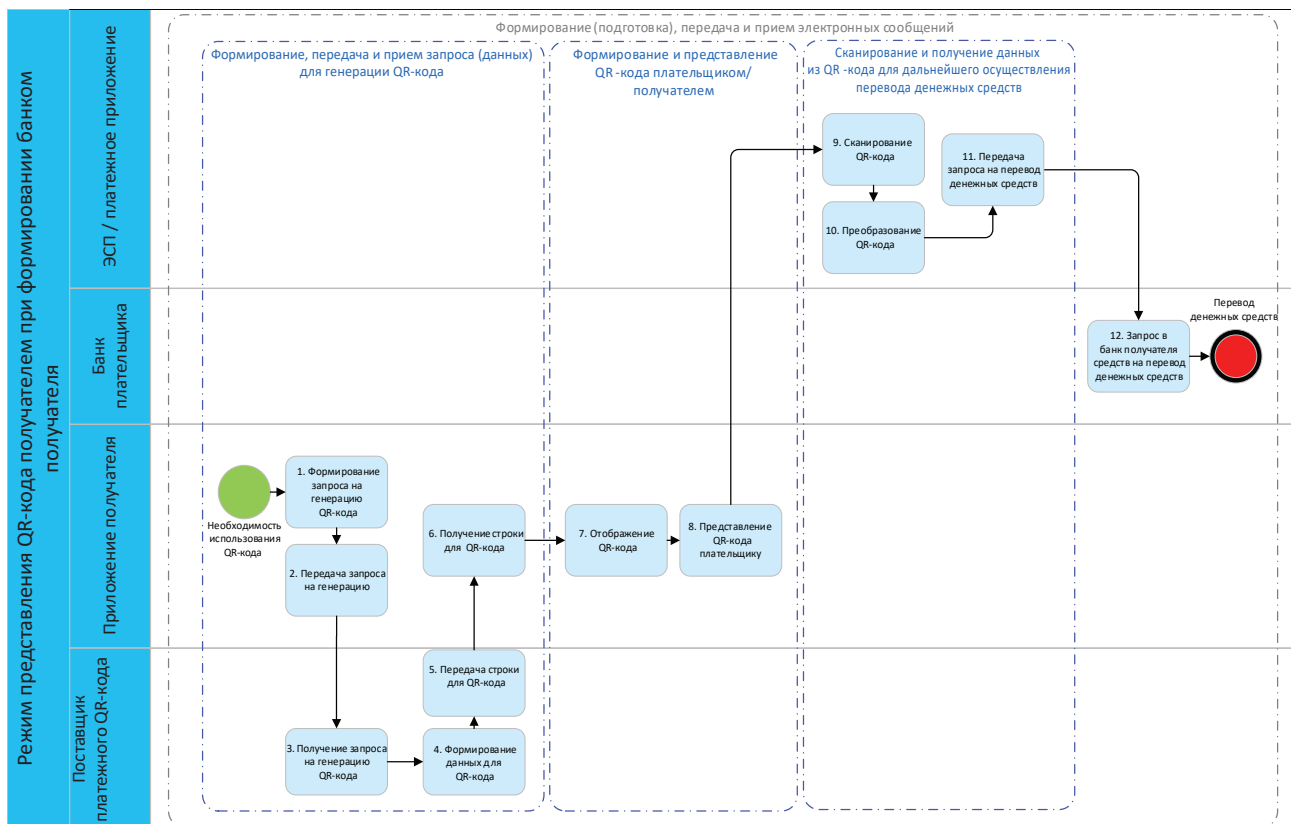 Режим представления QR-кода получателем при формировании банком
получателя
ЭСП / платежное приложение
Банк
плательщика
Приложение получателя
Поставщик
платежного QR-кода
Формирование (подготовка), передача и прием электронных сообщений
Формирование, передача и прием запроса (данных)
для генерации QR-кода
Формирование и представление
QR -кода плательщиком/
получателем
Сканирование и получение данных
из QR -кода для дальнейшего осуществления
перевода денежных средств
9. Сканирование
QR-кода
11. Передача
запроса на перевод
денежных средств
10. Преобразование
QR-кода
Перевод
денежных средств
12. Запрос в
банк получателя
средств на перевод
денежных средств
Необходимость
использования
QR-кода
1. Формирование
запроса на
генерацию
QR-кода
2. Передача запроса
на генерацию
6. Получение строки
для QR-кода
7. Отображение
QR-кода
8. Представление
QR-кода
плательщику
5. Передача строки
для QR-кода
3. Получение запроса
на генерацию
QR-кода
4. Формирование
данных для
QR-кода